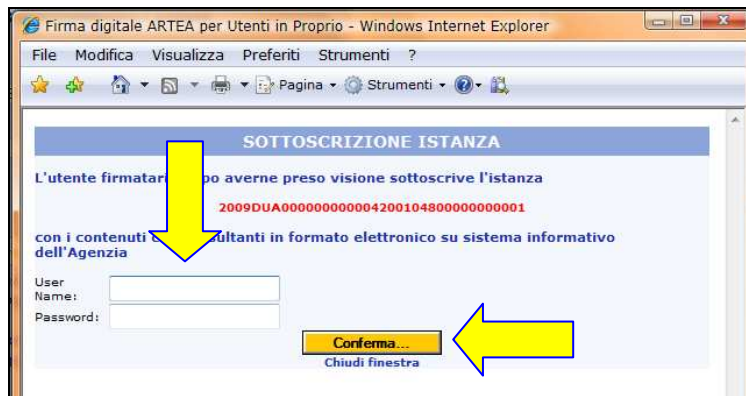 Firma digitale ARTEA per Utenti in Proprio - Windows Internet Explorer
File Modifica Visualizza Preferiti Strumenti ?
Pagina Strumenti
SOTTOSCRIZIONE ISTANZA
L'utente firmatari po averne preso visione sottoscrive l'istanza
2009DUA0000000000042001048000000000001
con i contenuti ultanti in formato elettronico su sistema informativo
dell'Agenzia
User
Name:
Password:
Conferma...
Chiudi finestra